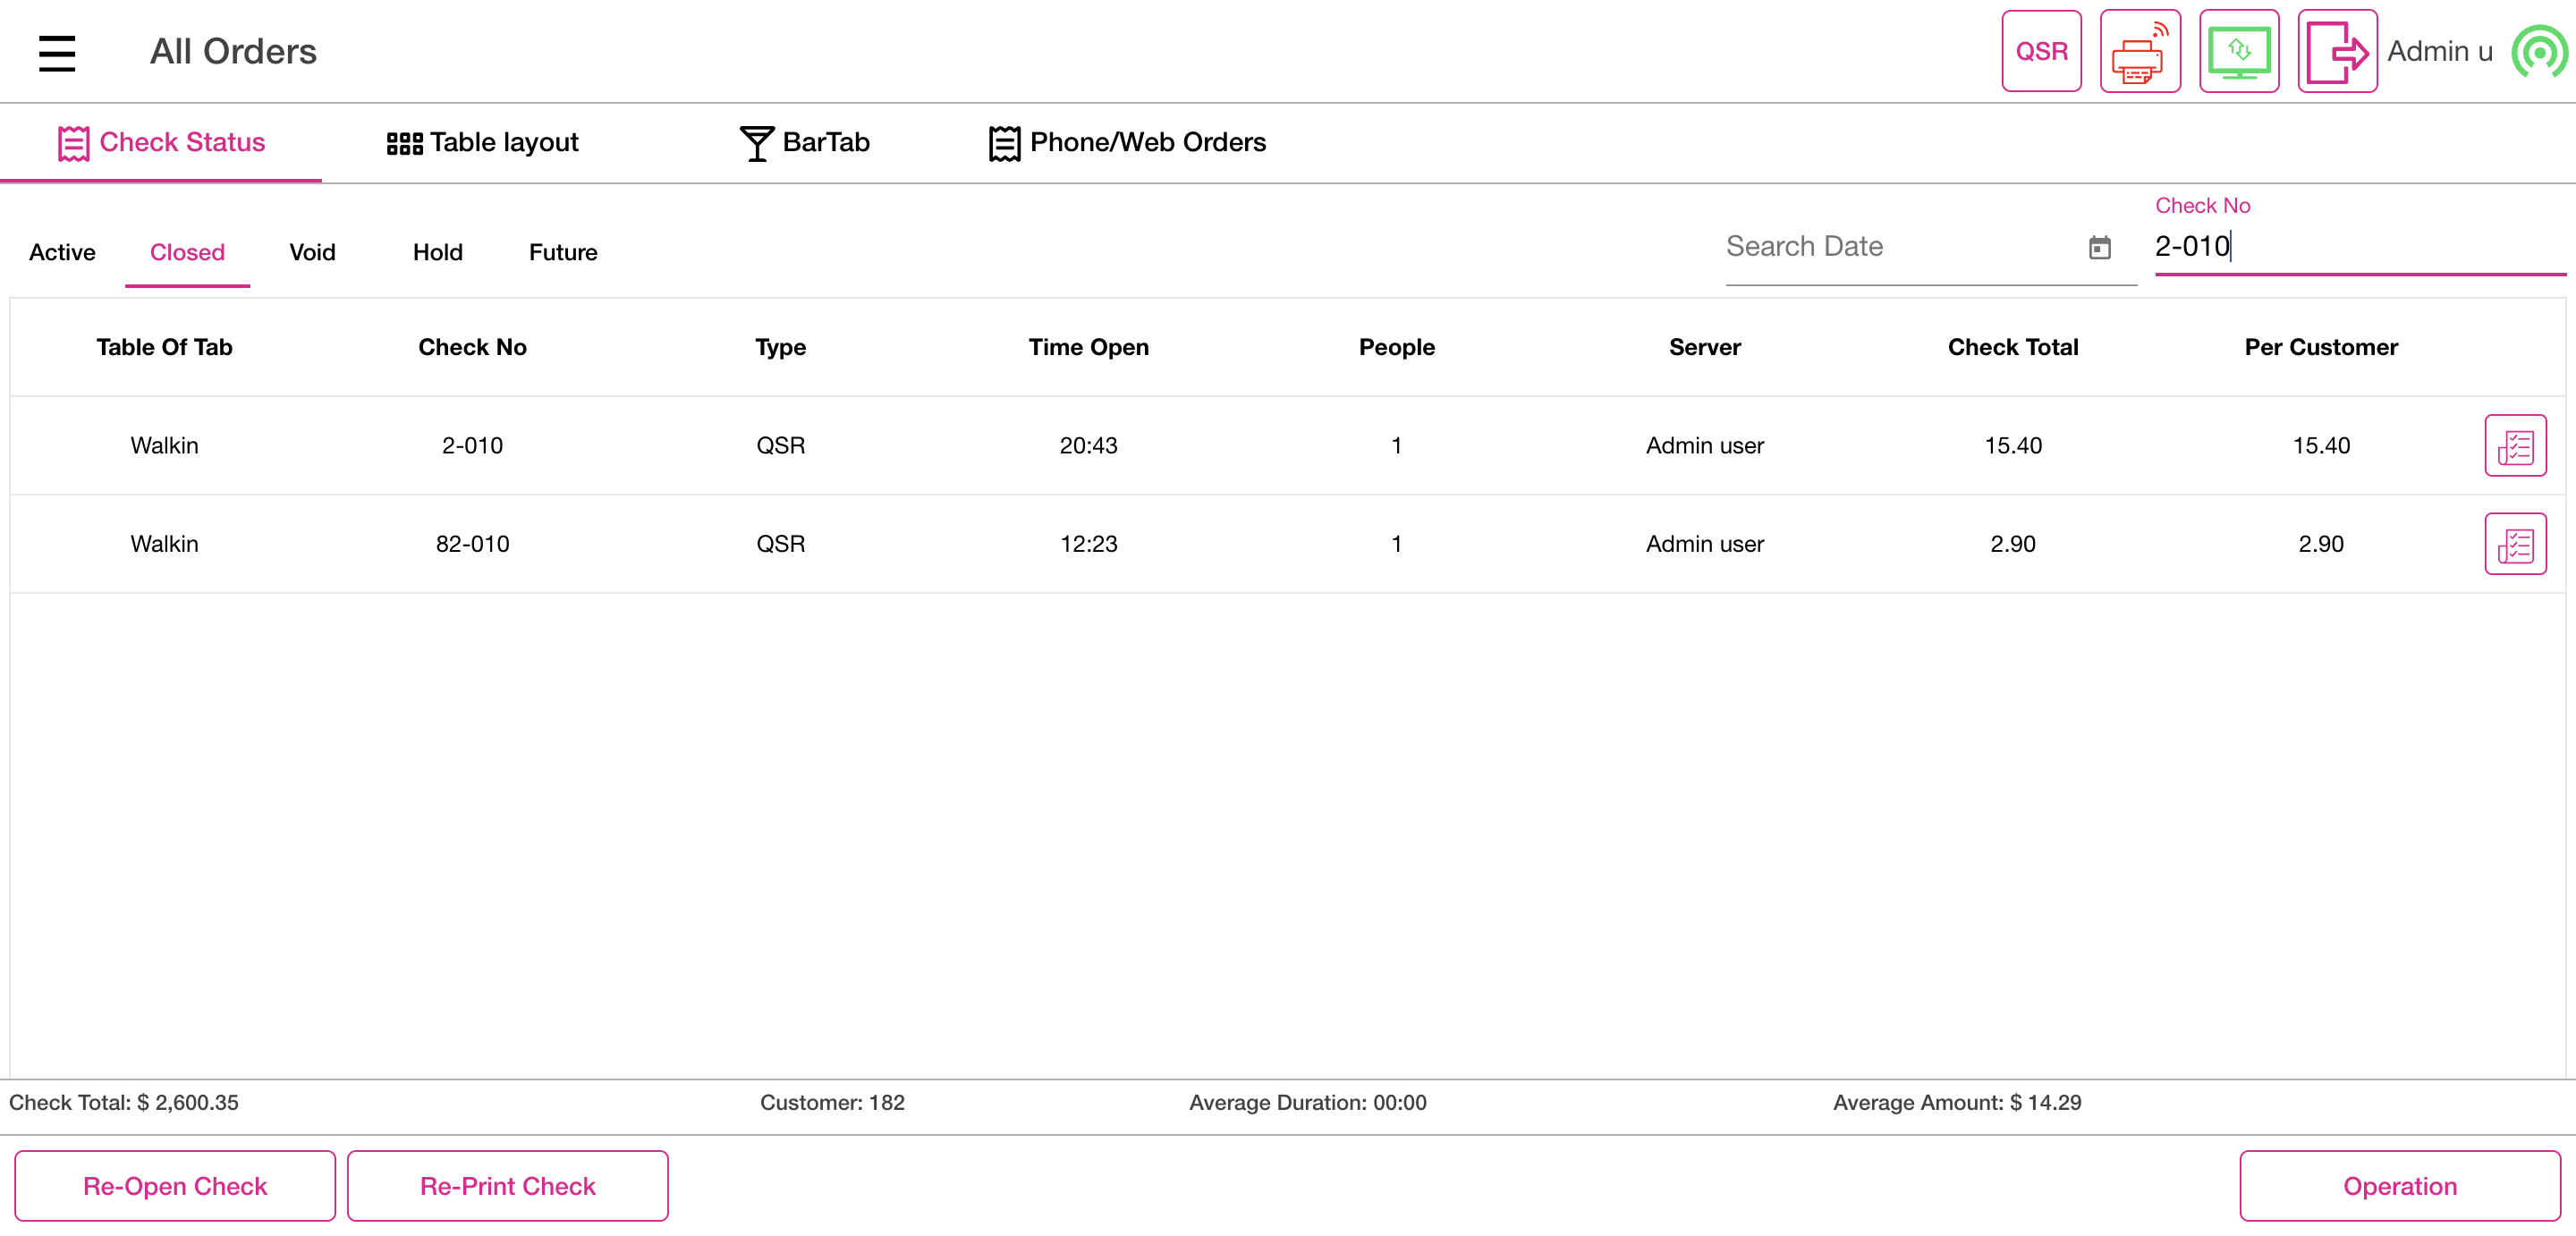 All Orders
QSR
Admin u
Check Status
Table layout
BarTab
Phone/Web Orders
Check No
Active
Closed
Void
Hold
Future
Search Date
2-010
Table Of Tab Check No Type Time Open People Server Check Total Per Customer
Walkin 2-010 QSR 20:43 1 Admin user 15.40 15.40
Walkin 82-010 QSR 12:23 1 Admin user 2.90 2.90
Check Total: $ 2,600.35 Customer: 182 Average Duration: 00:00 Average Amount: $ 14.29
Re-Open Check
Re-Print Check
Operation